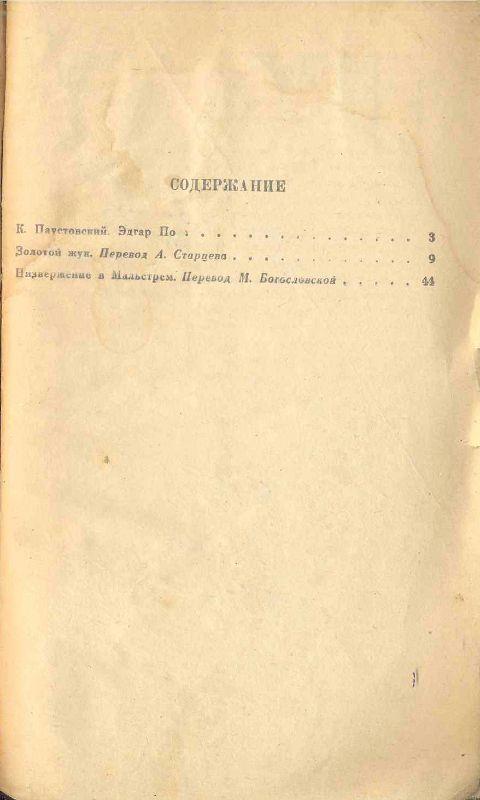 СОДЕРЖАНИЕ
К. Паустовский. Эдгар По . . . . . . . . . . . . . . . . 3
Золотой жук. Перевод А. Старцева . . . . . . . . . . . . . 9
Низвержение в Мальстрем. Перевод М. Богословской . . . . . 44